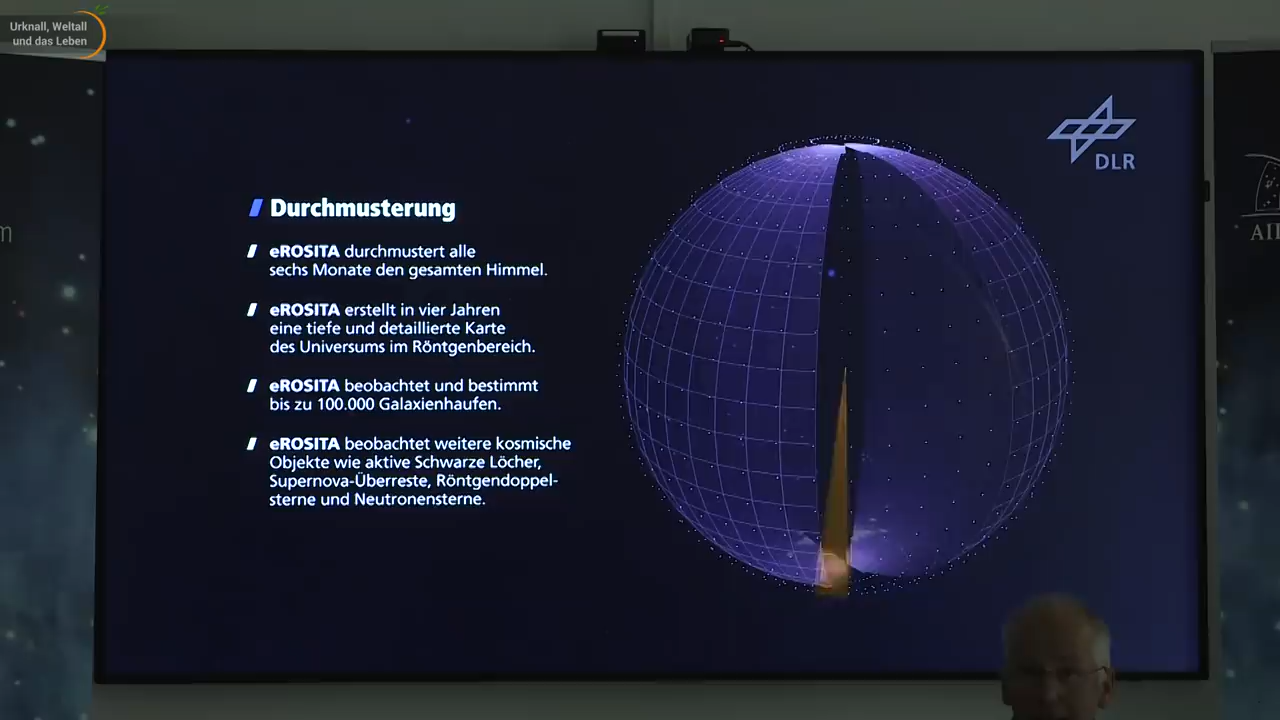 Urknall, Weltall
und das Leben
DLR
Durchmusterung
eROSITA durchmustert alle
sechs Monate den gesamten Himmel.
eROSITA erstellt in vier Jahren
eine tiefe und detaillierte Karte
des Universums im Röntgenbereich.
eROSITA beobachtet und bestimmt
bis zu 100.000 Galaxienhaufen.
eROSITA beobachtet weitere kosmische
Objekte wie aktive Schwarze Löcher,
Supernova-Überreste, Röntgendoppel-
sterne und Neutronensterne.